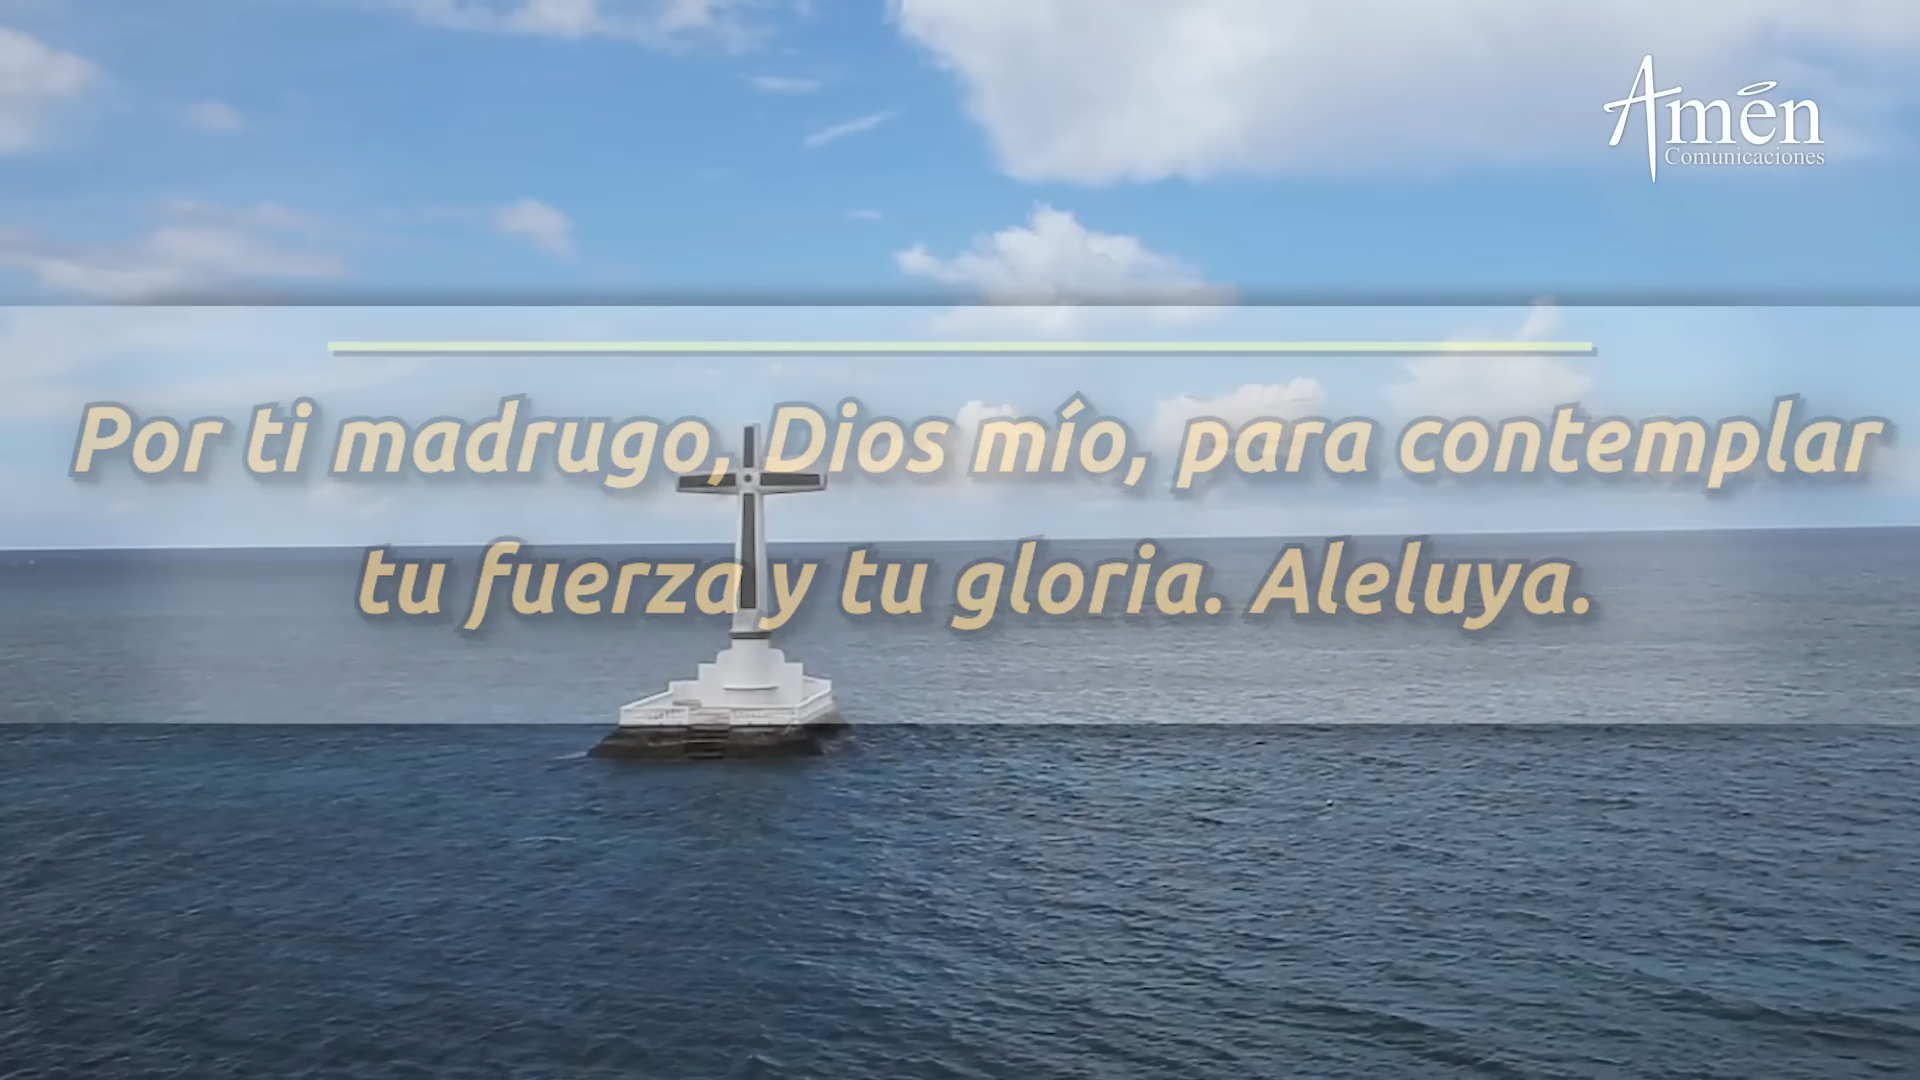 Amén
Comunicaciones
Por ti madrugo, Dios mío, para contemplar
tu fuerza y tu gloria. Aleluya.